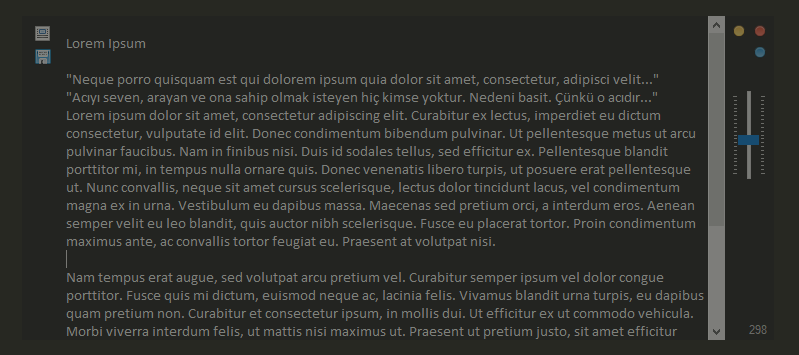 Lorem Ipsum
"Neque porro quisquam est qui dolorem ipsum quia dolor sit amet, consectetur, adipisci velit..."
"Acıyı seven, arayan ve ona sahip olmak isteyen hiç kimse yoktur. Nedeni basit. Çünkü o acıdır..."
Lorem ipsum dolor sit amet, consectetur adipiscing elit. Curabitur ex lectus, imperdiet eu dictum
consectetur, vulputate id elit. Donec condimentum bibendum pulvinar. Ut pellentesque metus ut arcu
pulvinar faucibus. Nam in finibus nisi. Duis id sodales tellus, sed efficitur ex. Pellentesque blandit
porttitor mi, in tempus nulla ornare quis. Donec venenatis libero turpis, ut posuere erat pellentesque
ut. Nunc convallis, neque sit amet cursus scelerisque, lectus dolor tincidunt lacus, vel condimentum
magna ex in urna. Vestibulum eu dapibus massa. Maecenas sed pretium orci, a interdum eros. Aenean
semper velit eu leo blandit, quis auctor nibh scelerisque. Fusce eu placerat tortor. Proin condimentum
maximus ante, ac convallis tortor feugiat eu. Praesent at volutpat nisi.
Nam tempus erat augue, sed volutpat arcu pretium vel. Curabitur semper ipsum vel dolor congue
porttitor. Fusce quis mi dictum, euismod neque ac, lacinia felis. Vivamus blandit urna turpis, eu dapibus
quam pretium non. Curabitur et consectetur ipsum, in mollis dui. Ut efficitur ex ut commodo vehicula.
Morbi viverra interdum felis, ut mattis nisi maximus ut. Praesent ut pretium justo, sit amet efficitur
298